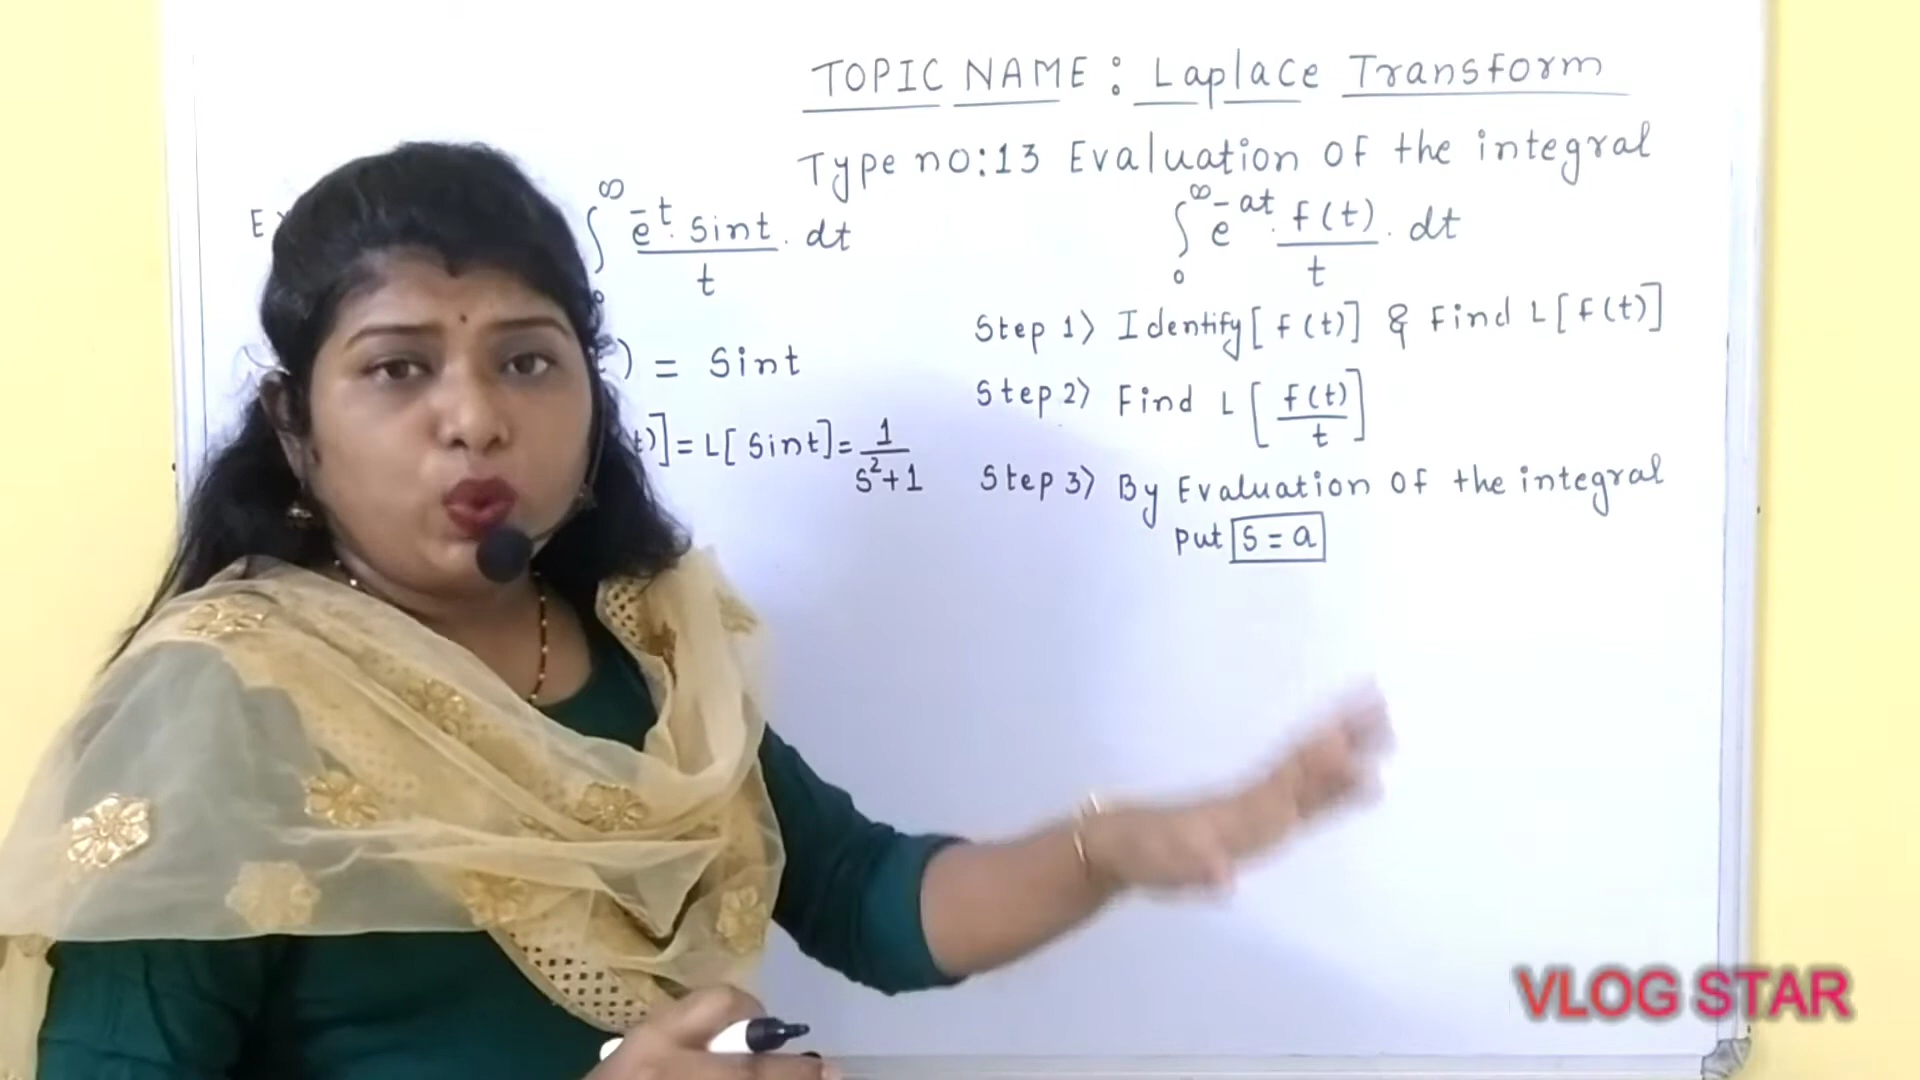 TOPIC NAME : Laplace Transform
Type no:13 Evaluation of the integral
∫₀^∞ e^-at. f(t)/t . dt
Step 1) Identify [f(t)] & Find L[f(t)]
Step 2) Find L [f(t)/t]
Step 3) By Evaluation of the integral
put s = a
∫₀^∞ e^-t. Sint/t . dt
) = Sint
t)] = L[Sint] = 1/s²+1
VLOG STAR